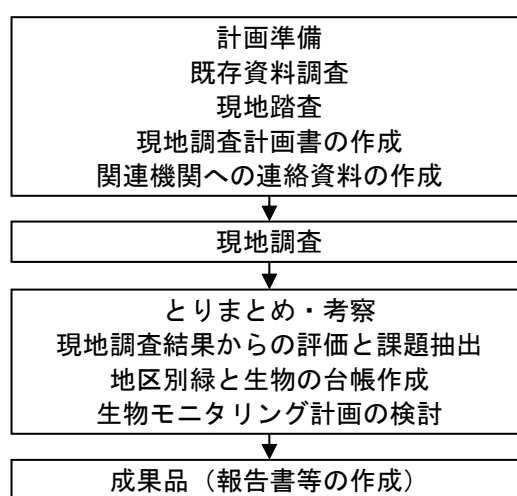 計画準備
既存資料調査
現地踏査
現地調査計画書の作成
関連機関への連絡資料の作成
現地調査
とりまとめ・考察
現地調査結果からの評価と課題抽出
地区別緑と生物の台帳作成
生物モニタリング計画の検討
成果品（報告書等の作成）